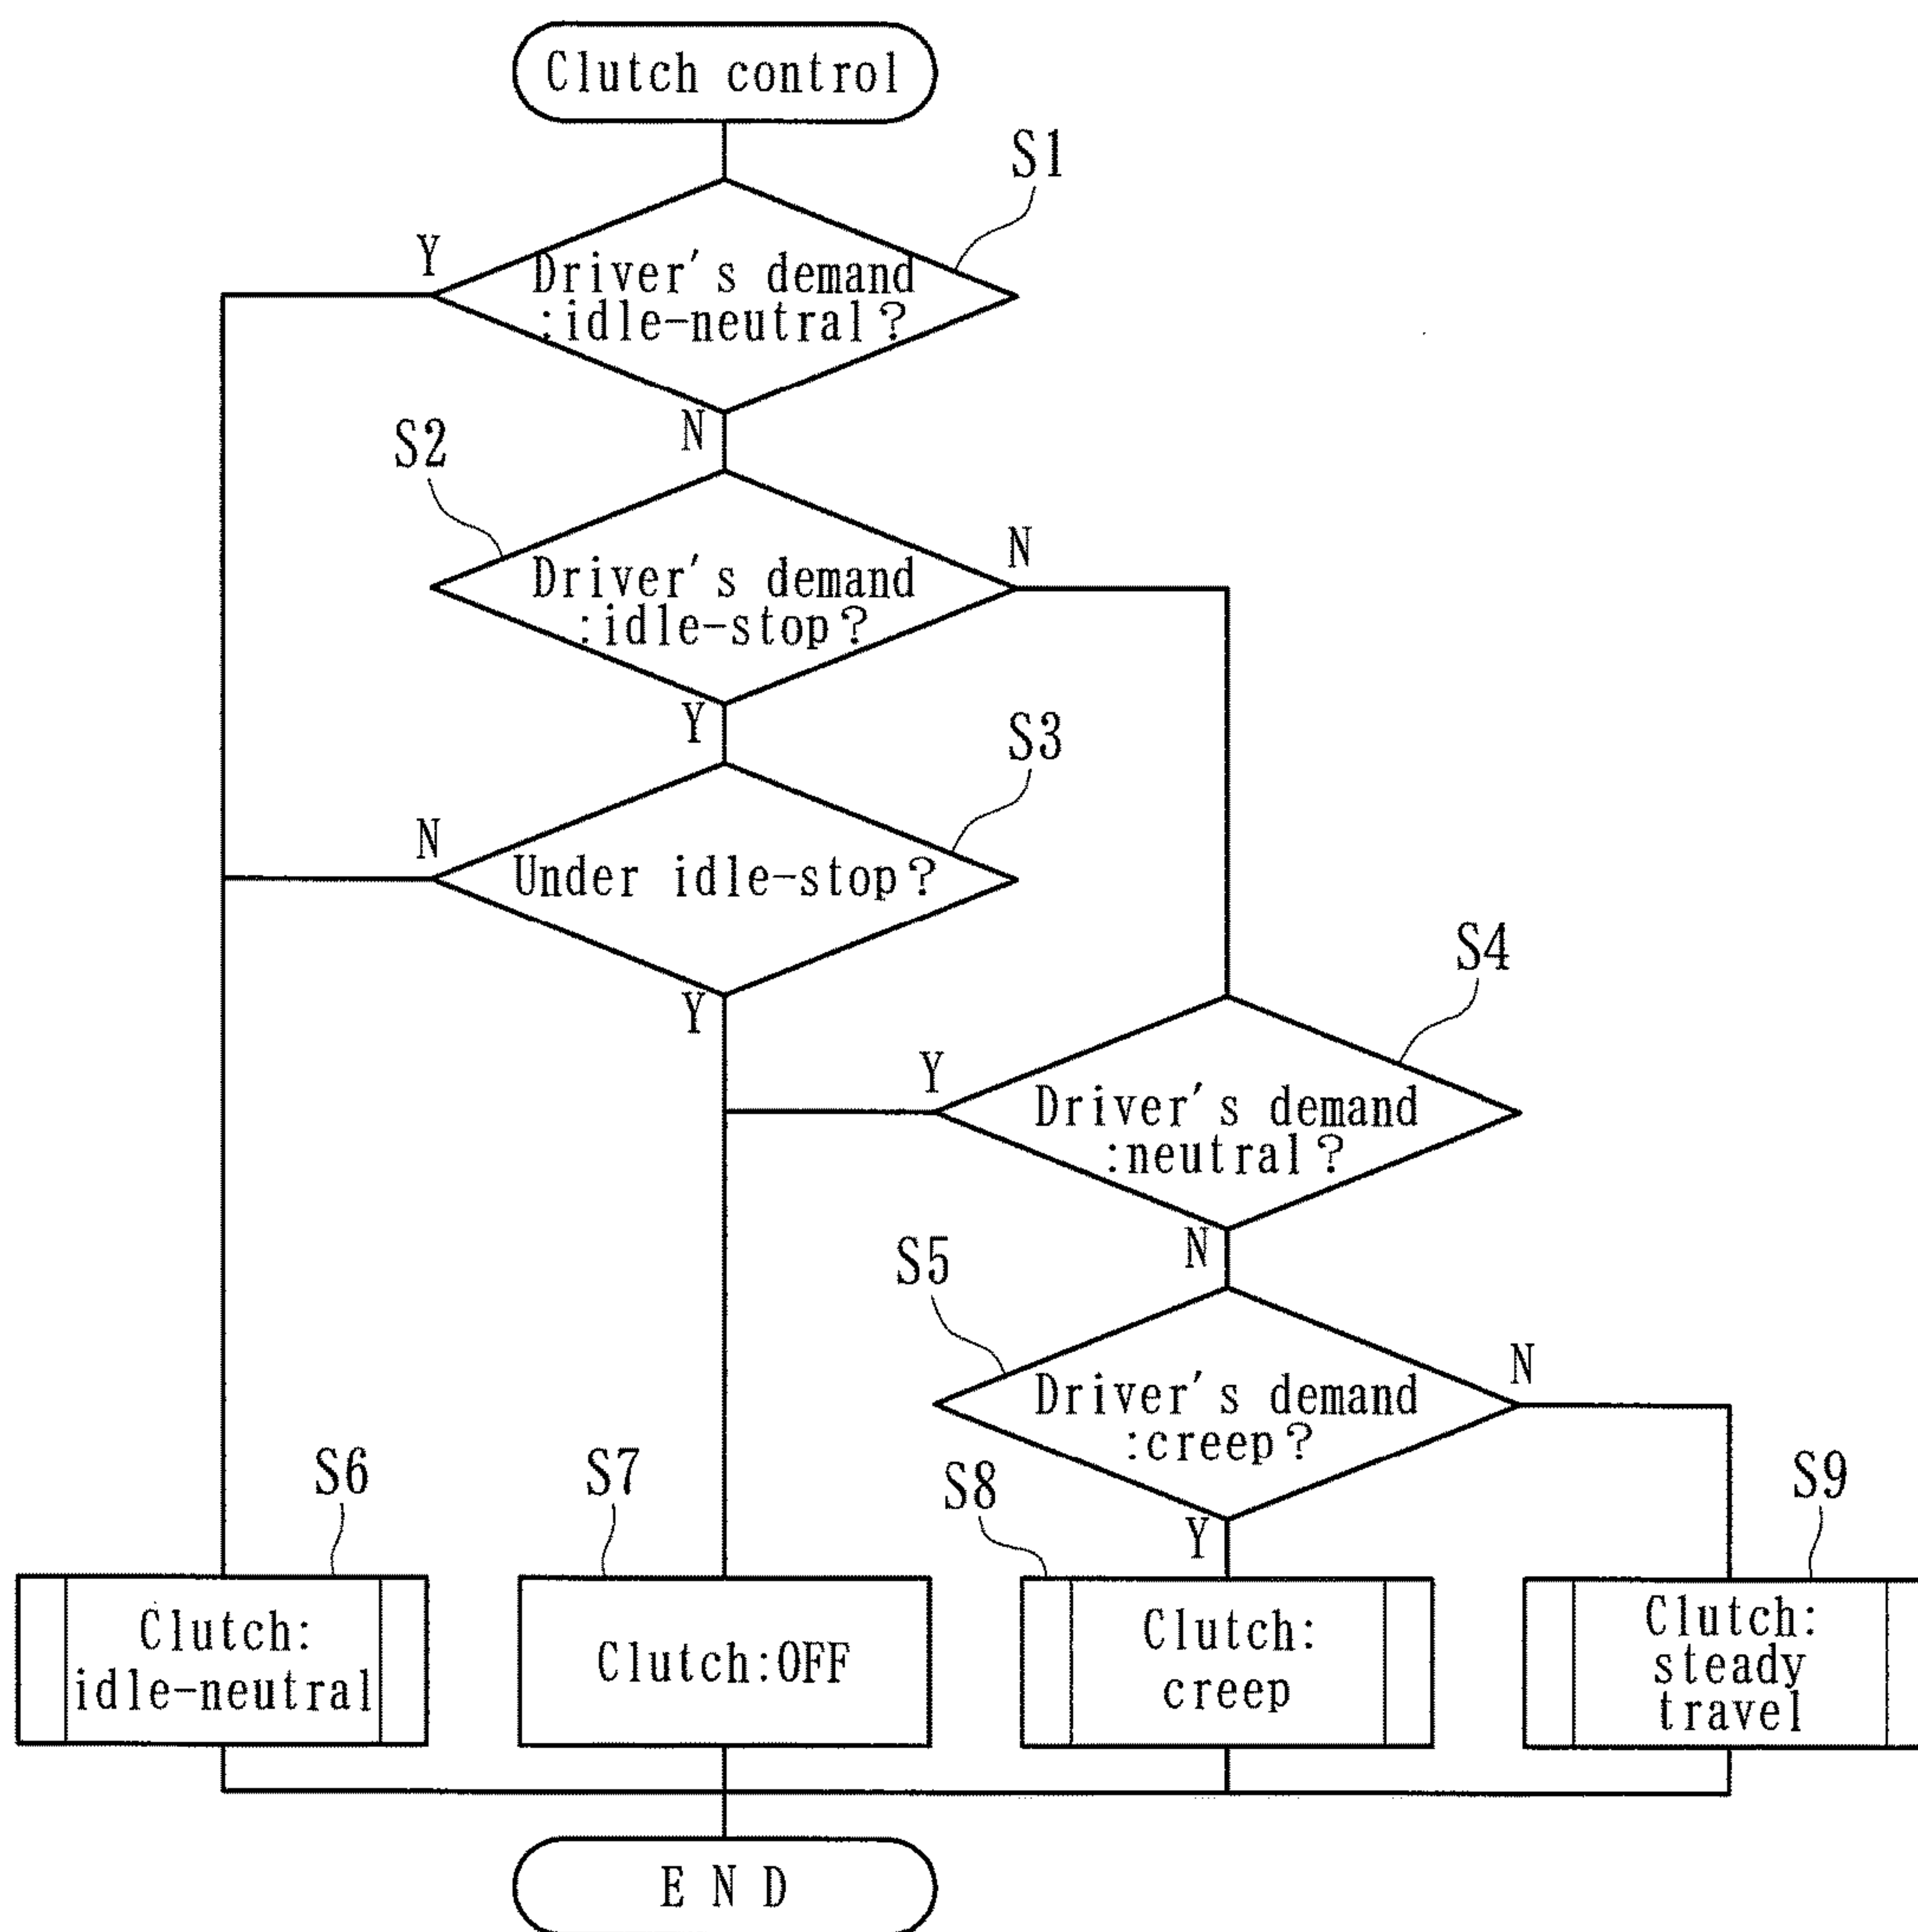 Clutch control
S1
Y
Driver's demand
:idle-neutral?
N
S2
N
Driver's demand
:idle-stop?
Y
S3
N
Under idle-stop?
Y
S4
Y
Driver's demand
:neutral?
N
S5
N
Driver's demand
:creep?
Y
S6
S7
S8
S9
Clutch:
idle-neutral
Clutch:OFF
Clutch:
creep
Clutch:
steady
travel
END